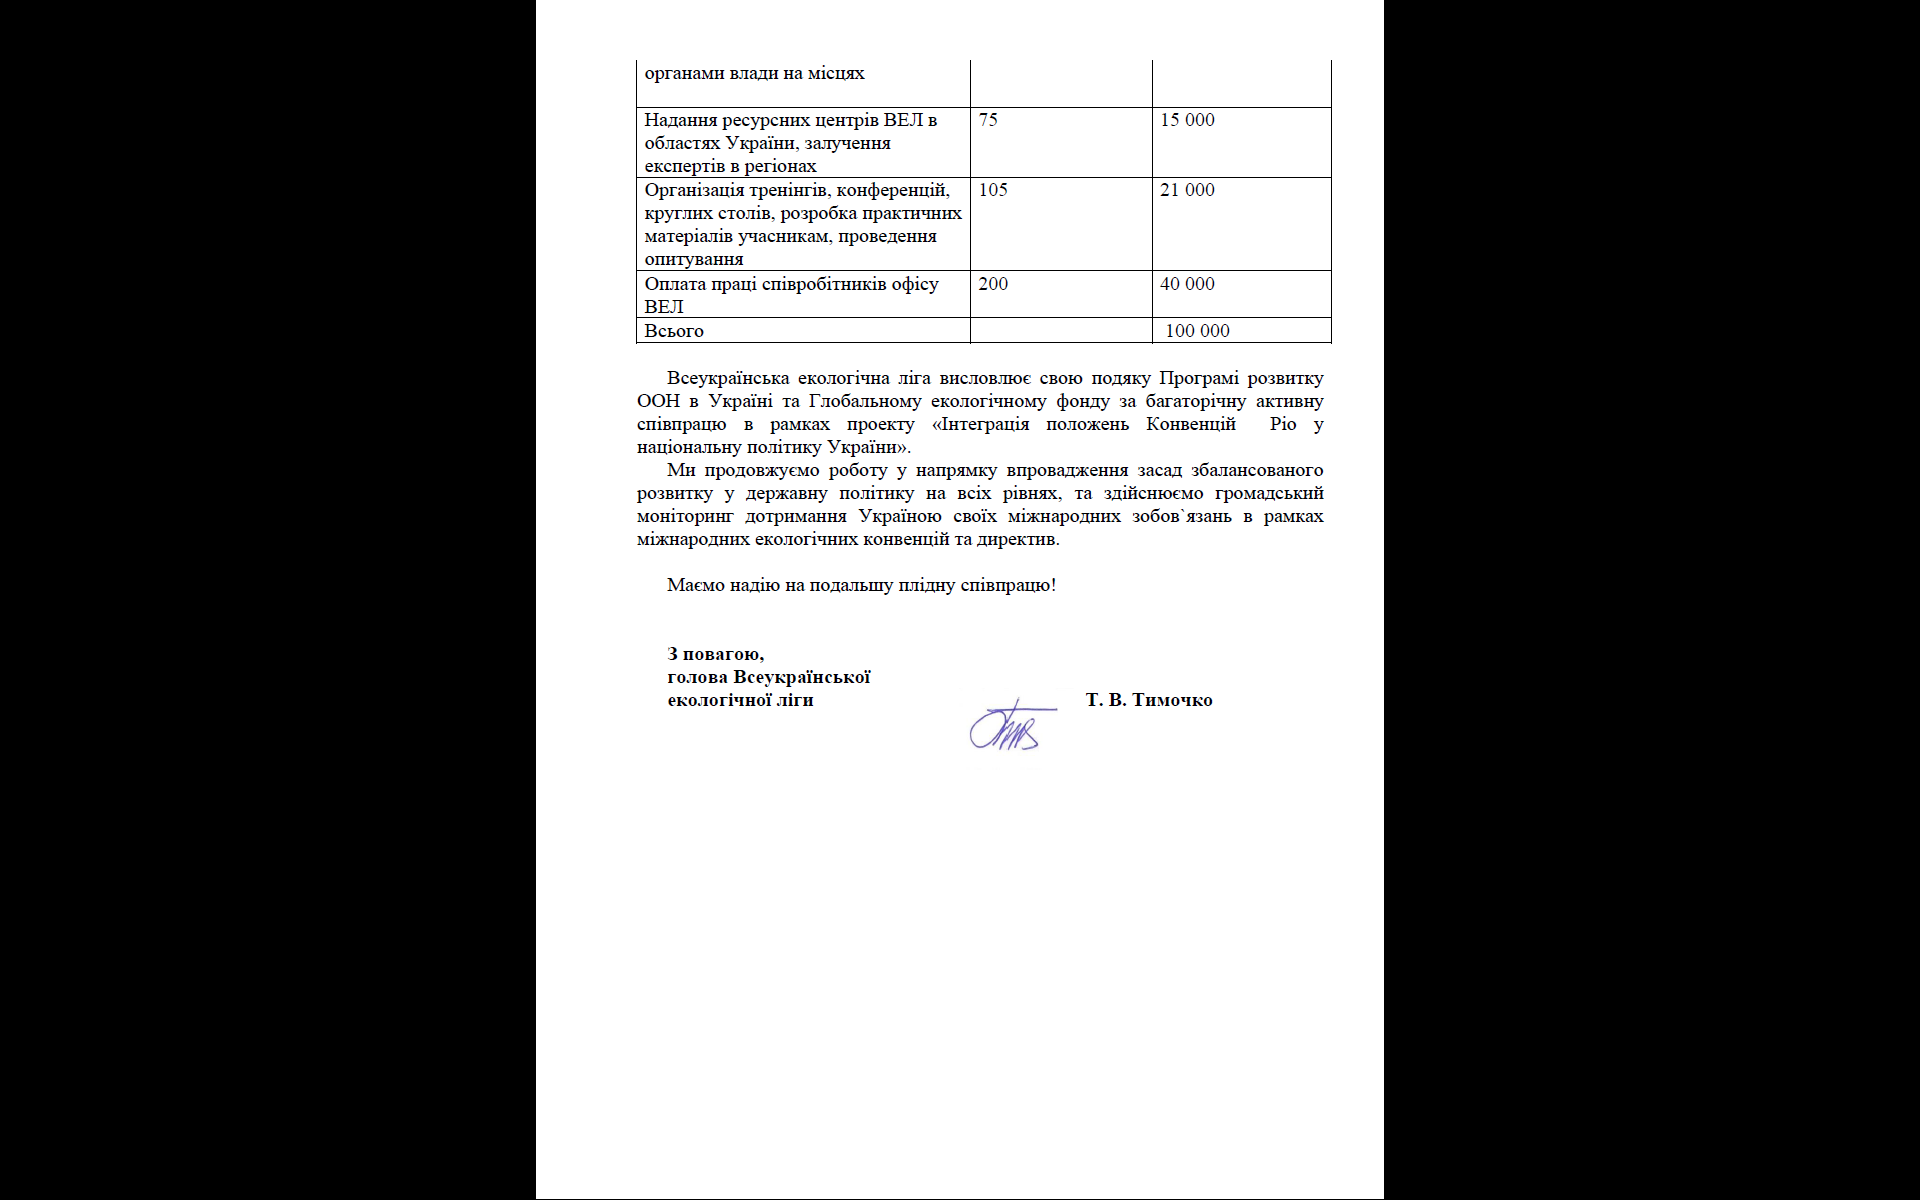 органами влади на місцях
Надання ресурсних центрів ВЕЛ в 75 15 000
областях України, залучення
експертів в регіонах
Організація тренінгів, конференцій, 105 21 000
круглих столів, розробка практичних
матеріалів учасникам, проведення
опитування
Оплата праці співробітників офісу 200 40 000
ВЕЛ
Всього 100 000
Всеукраїнська екологічна ліга висловлює свою подяку Програмі розвитку
ООН в Україні та Глобальному екологічному фонду за багаторічну активну
співпрацю в рамках проекту «Інтеграція положень Конвенцій Ріо у
національну політику України».
Ми продовжуємо роботу у напрямку впровадження засад збалансованого
розвитку у державну політику на всіх рівнях, та здійснюємо громадський
моніторинг дотримання Україною своїх міжнародних зобов`язань в рамках
міжнародних екологічних конвенцій та директив.
Маємо надію на подальшу плідну співпрацю!
З повагою,
голова Всеукраїнської
екологічної ліги Т. В. Тимочко